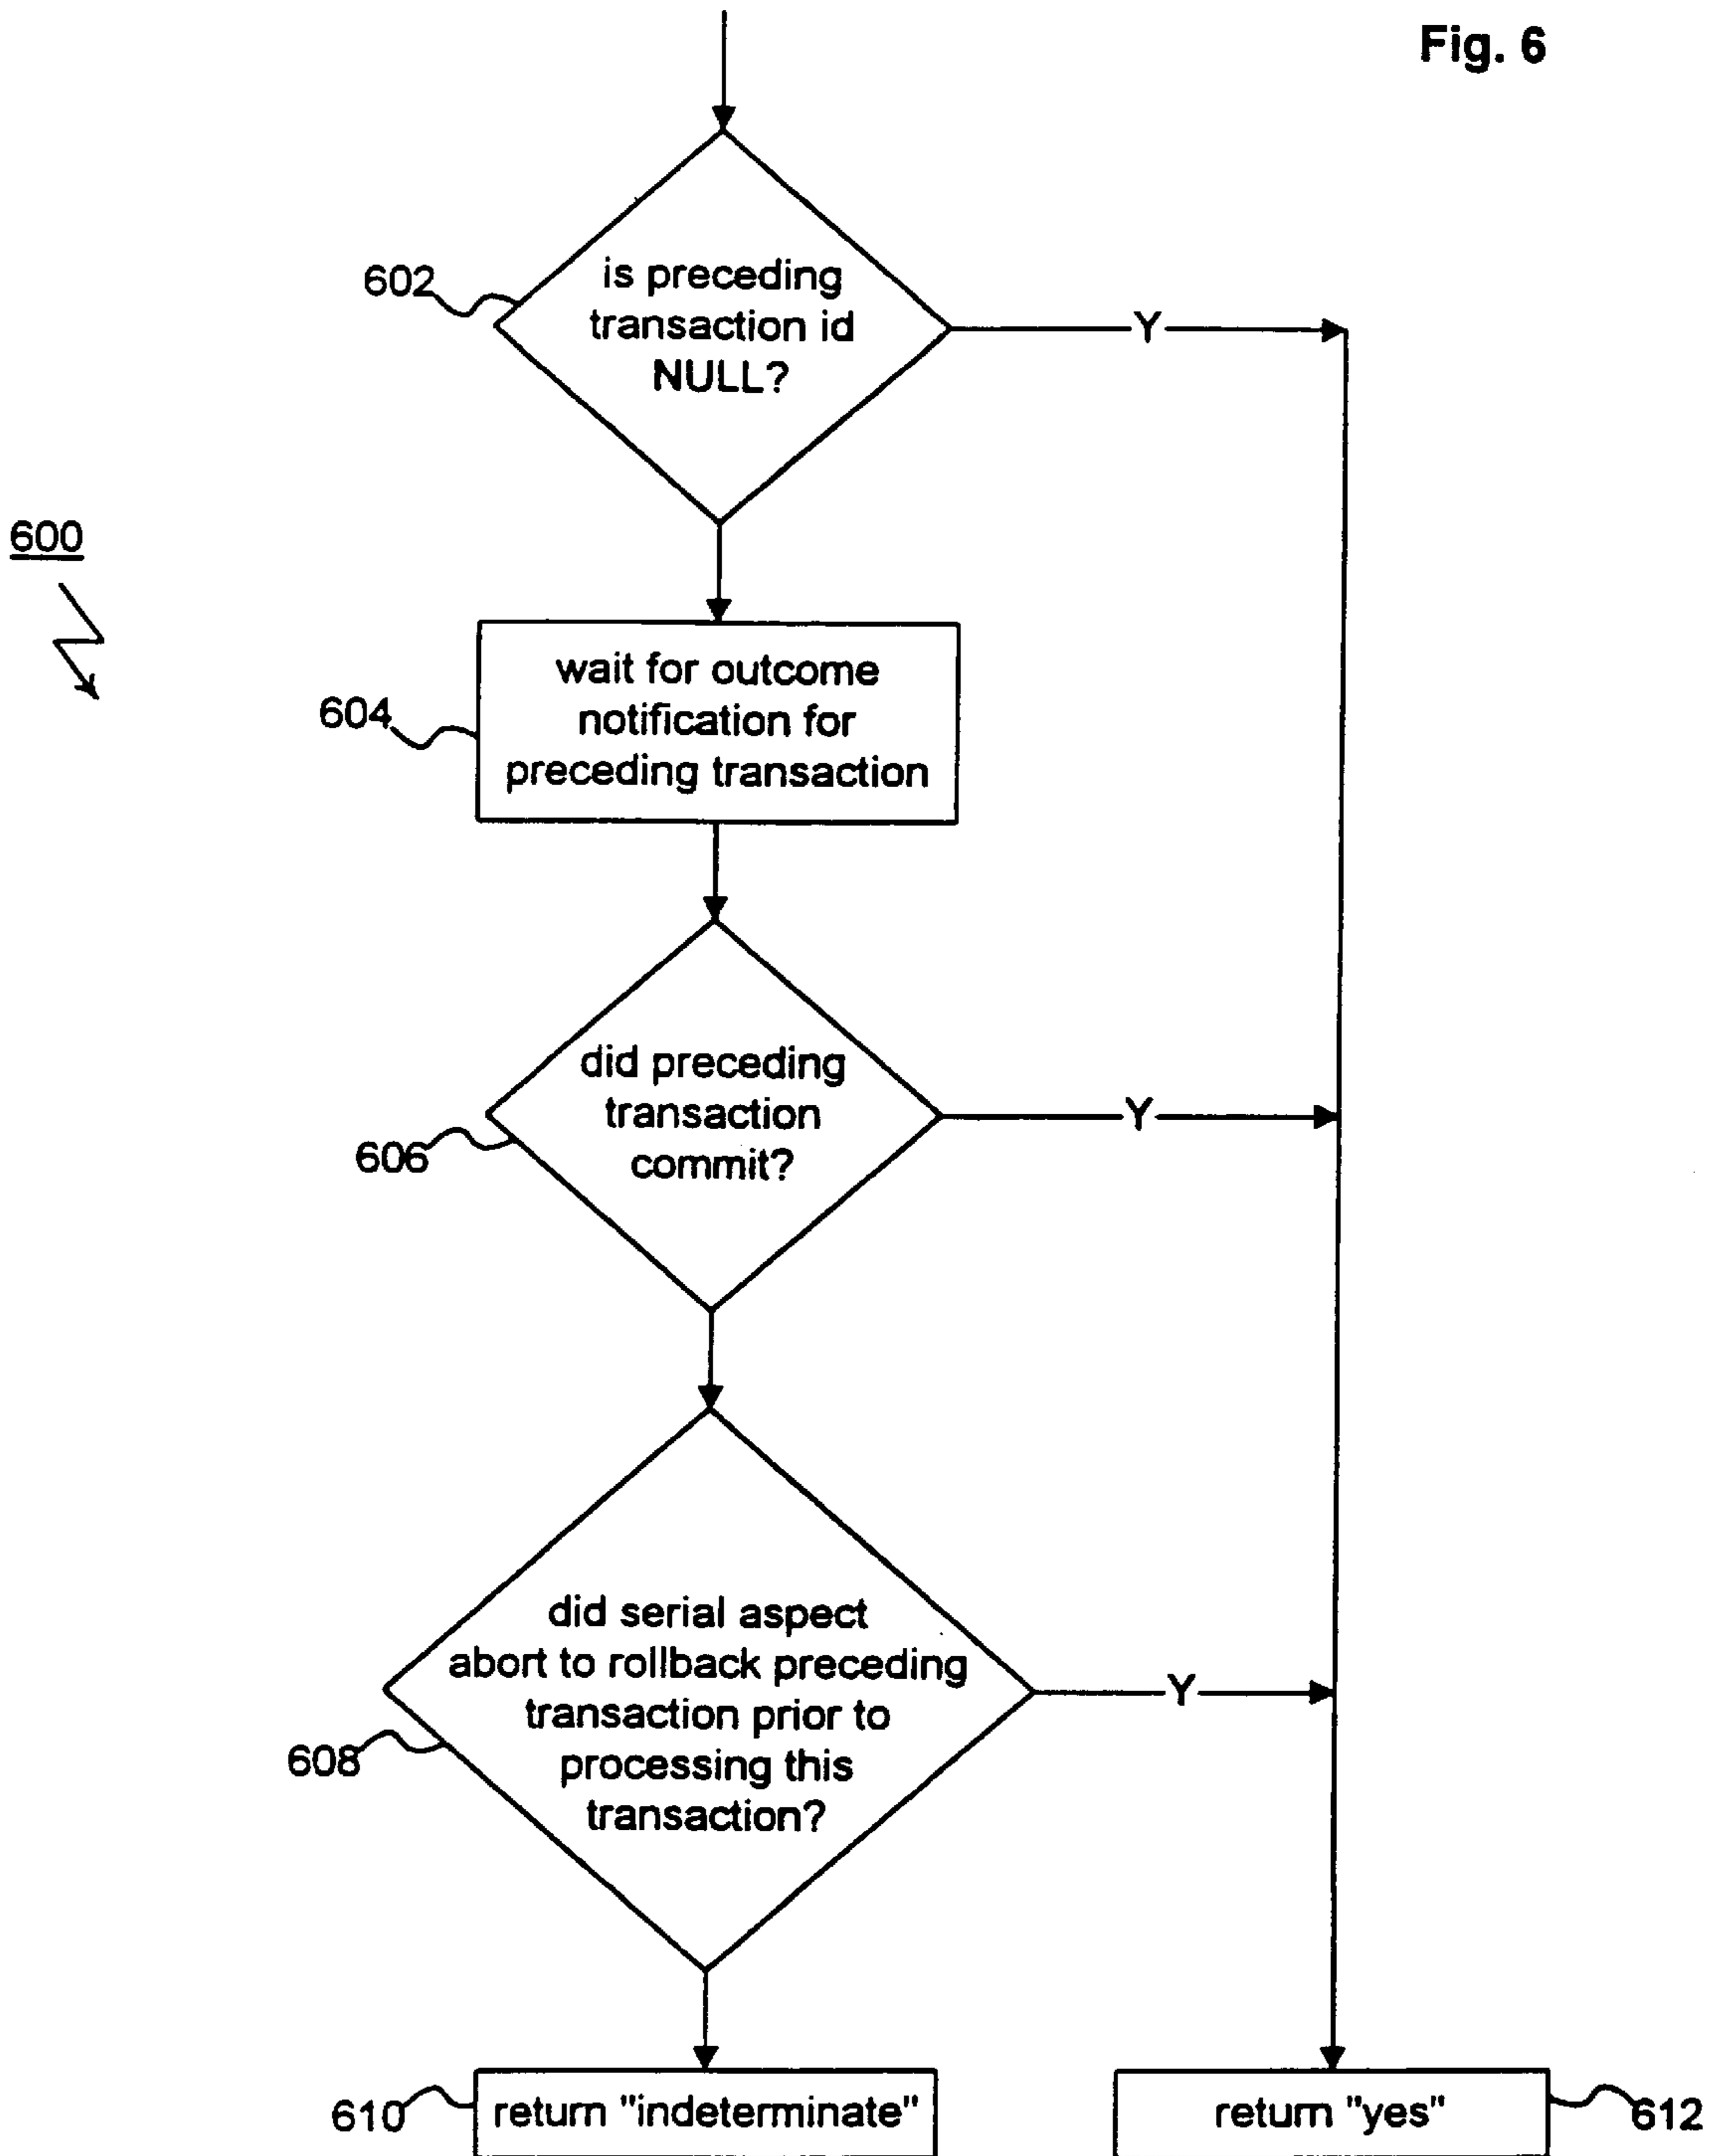 Fig. 6
602
is preceding
transaction id
NULL?
Y
600
604
wait for outcome
notification for
preceding transaction
606
did preceding
transaction
commit?
Y
608
did serial aspect
abort to rollback preceding
transaction prior to
processing this
transaction?
Y
610
return "indeterminate"
return "yes"
612